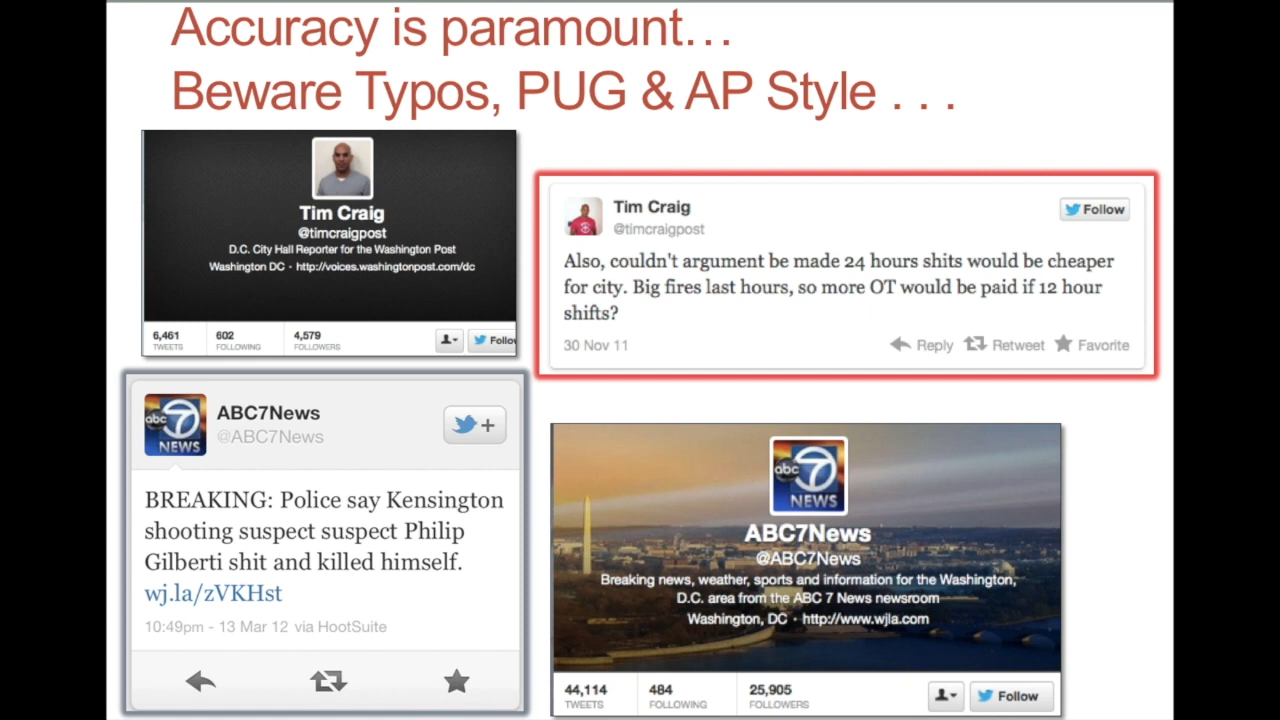 Accuracy is paramount…
Beware Typos, PUG & AP Style . . .
Tim Craig
@timcraigpost
D.C. City Hall Reporter for the Washington Post
Washington DC · http://voices.washingtonpost.com/dc
6,461 602 4,579
TWEETS FOLLOWING FOLLOWERS
Follow
Tim Craig
@timcraigpost
Follow
Also, couldn't argument be made 24 hours shits would be cheaper
for city. Big fires last hours, so more OT would be paid if 12 hour
shifts?
30 Nov 11 Reply Retweet Favorite
abc 7
NEWS
ABC7News
@ABC7News
+
BREAKING: Police say Kensington
shooting suspect suspect Philip
Gilberti shit and killed himself.
wj.la/zVKHst
10:49pm - 13 Mar 12 via HootSuite
abc 7
NEWS
ABC7News
@ABC7News
Breaking news, weather, sports and information for the Washington,
D.C. area from the ABC 7 News newsroom
Washington, DC · http://www.wjla.com
44,114 484 25,905
TWEETS FOLLOWING FOLLOWERS
Follow